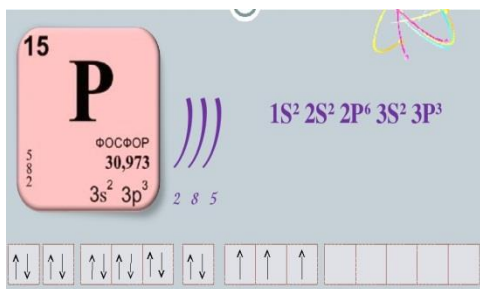 15
P
ФОСФОР
30,973
5
8
2
3s² 3p³
2 8 5
1S² 2S² 2P⁶ 3S² 3P³
↑↓ ↑↓ ↑↓ ↑↓ ↑↓ ↑↓ ↑ ↑ ↑